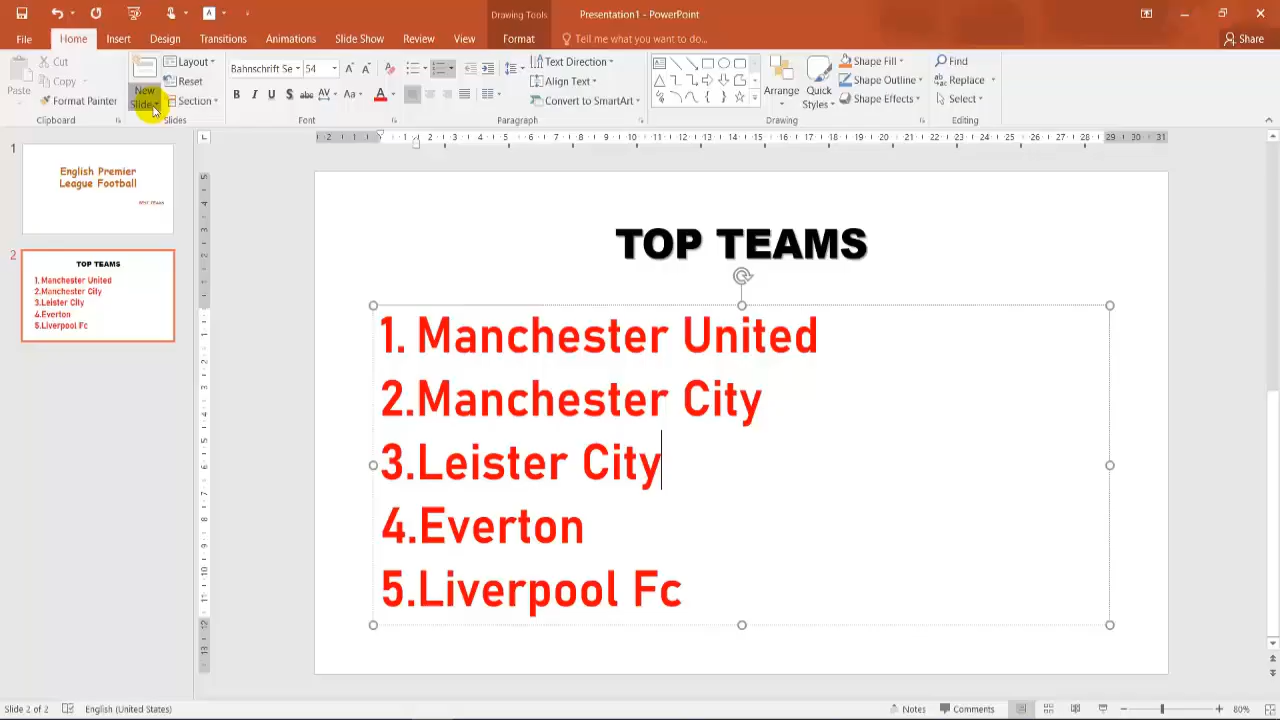 Drawing Tools
Presentation1 - PowerPoint
File
Home
Insert
Design
Transitions
Animations
Slide Show
Review
View
Format
Tell me what you want to do...
Share
Paste
Cut
Copy
Format Painter
Clipboard
New Slide
Layout
Reset
Section
Slides
Bahnschrift Se
54
Font
Text Direction
Align Text
Convert to SmartArt
Paragraph
Arrange
Quick Styles
Shape Fill
Shape Outline
Shape Effects
Drawing
Find
Replace
Select
Editing
1
English Premier
League Football
2
TOP TEAMS
1. Manchester United
2.Manchester City
3.Leister City
4.Everton
5.Liverpool Fc
TOP TEAMS
1. Manchester United
2.Manchester City
3.Leister City
4.Everton
5.Liverpool Fc
Slide 2 of 2
English (United States)
Notes
Comments
80%